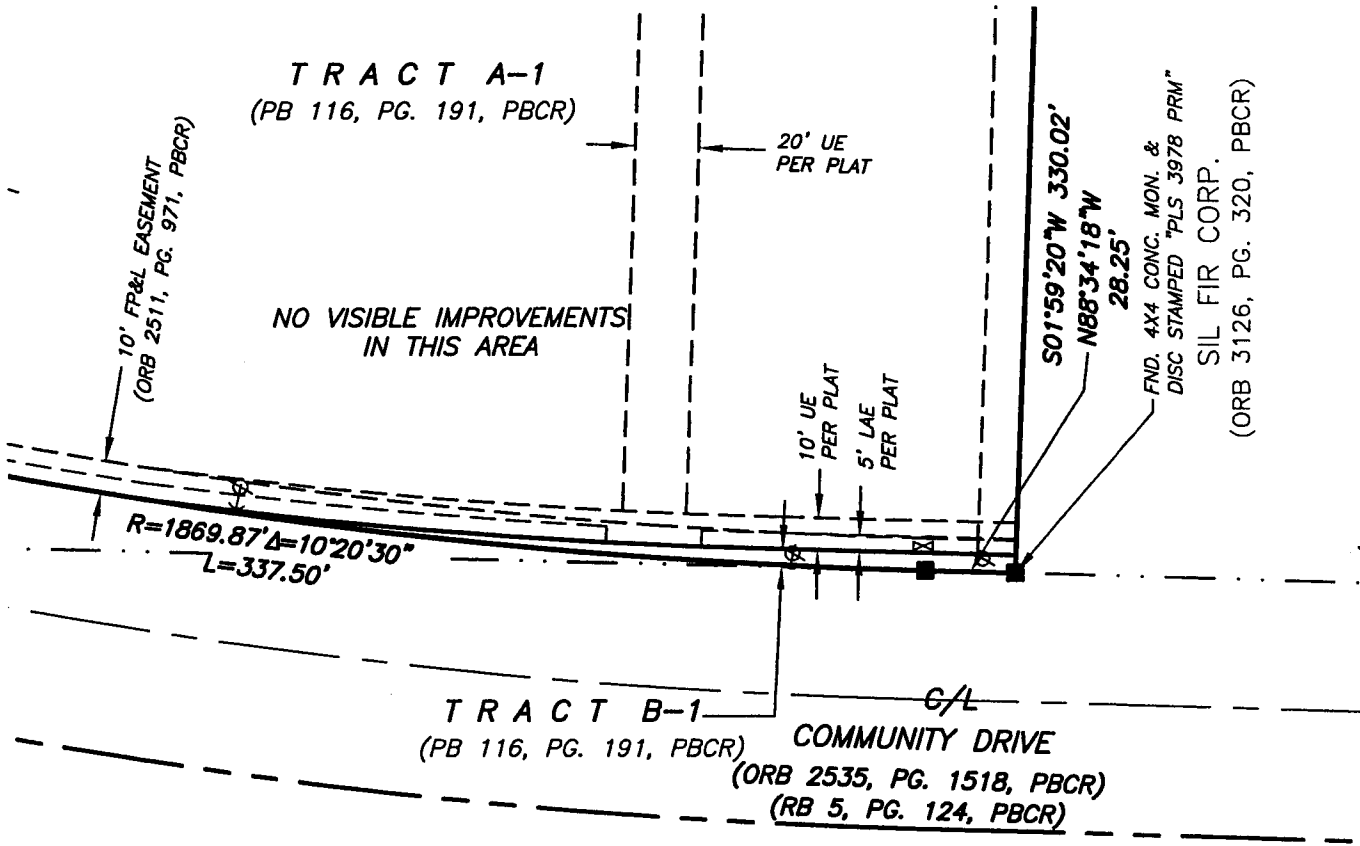 TRACT A-1
(PB 116, PG. 191, PBCR)
20' UE
PER PLAT
10' FP&L EASEMENT
(ORB 2511, PG. 971, PBCR)
NO VISIBLE IMPROVEMENTS
IN THIS AREA
S01°59'20"W 330.02'
N88°34'18"W
28.25'
FND. 4X4 CONC. MON. &
DISC STAMPED "PLS 3978 PRM"
SIL FIR CORP.
(ORB 3126, PG. 320, PBCR)
10' UE
PER PLAT
5' LAE
PER PLAT
R=1869.87' Δ=10°20'30"
L=337.50'
TRACT B-1
(PB 116, PG. 191, PBCR)
C/L
COMMUNITY DRIVE
(ORB 2535, PG. 1518, PBCR)
(RB 5, PG. 124, PBCR)